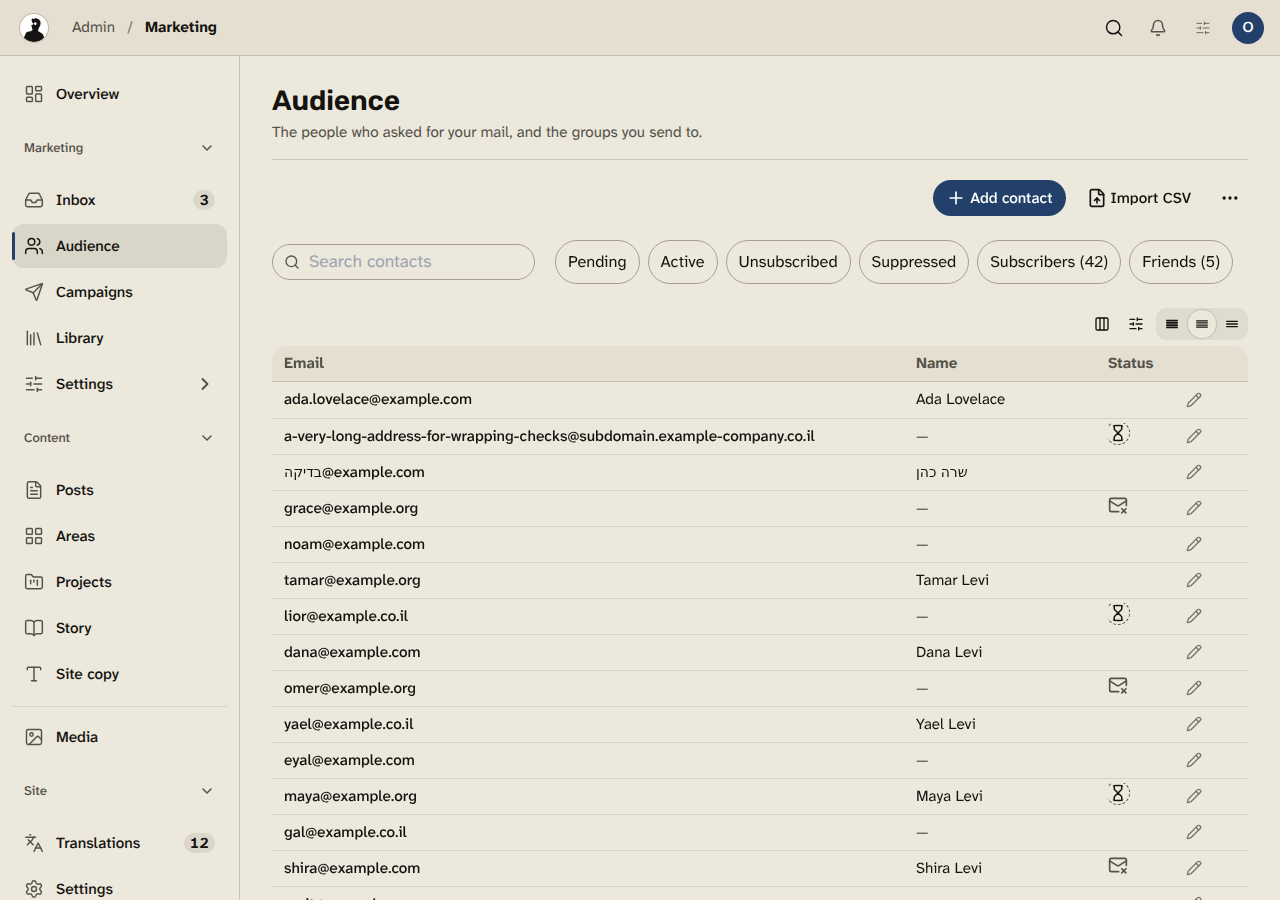 Admin / Marketing
O
Overview
Marketing
Inbox 3
Audience
Campaigns
Library
Settings
Content
Posts
Areas
Projects
Story
Site copy
Media
Site
Translations 12
Settings
Audience
The people who asked for your mail, and the groups you send to.
Add contact Import CSV
Search contacts Pending Active Unsubscribed Suppressed Subscribers (42) Friends (5)
Email Name Status
ada.lovelace@example.com Ada Lovelace
a-very-long-address-for-wrapping-checks@subdomain.example-company.co.il —
בדיקה@example.com שרה כהן
grace@example.org —
noam@example.com —
tamar@example.org Tamar Levi
lior@example.co.il —
dana@example.com Dana Levi
omer@example.org —
yael@example.co.il Yael Levi
eyal@example.com —
maya@example.org Maya Levi
gal@example.co.il —
shira@example.com Shira Levi